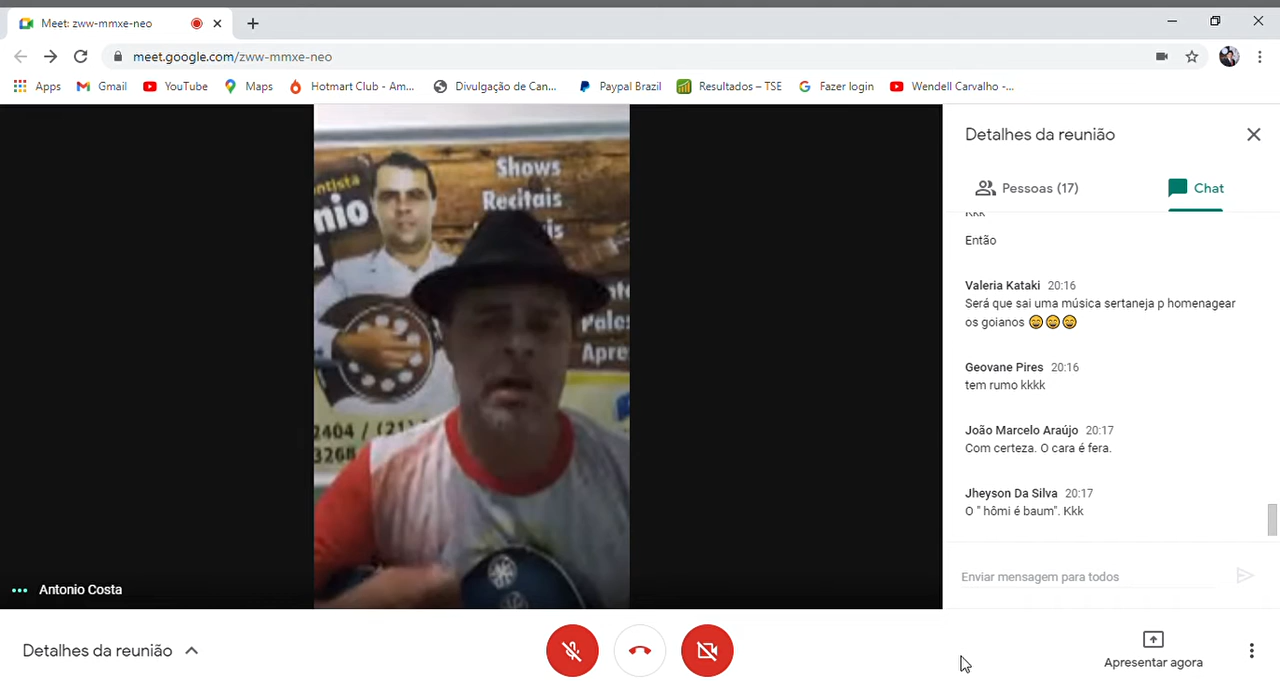 Meet: zww-mmxe-neo
meet.google.com/zww-mmxe-neo
Apps Gmail YouTube Maps Hotmart Club - Am... Divulgação de Can... Paypal Brazil Resultados – TSE Fazer login Wendell Carvalho -...
Shows
Recitais
Detalhes da reunião
Pessoas (17) Chat
Kkk
Então
Valeria Kataki 20:16
Será que sai uma música sertaneja p homenagear
os goianos 😄😄😄
Geovane Pires 20:16
tem rumo kkkk
João Marcelo Araújo 20:17
Com certeza. O cara é fera.
Jheyson Da Silva 20:17
O " hômi é baum". Kkk
Enviar mensagem para todos
2404 / (21)
3268
Antonio Costa
Detalhes da reunião
Apresentar agora